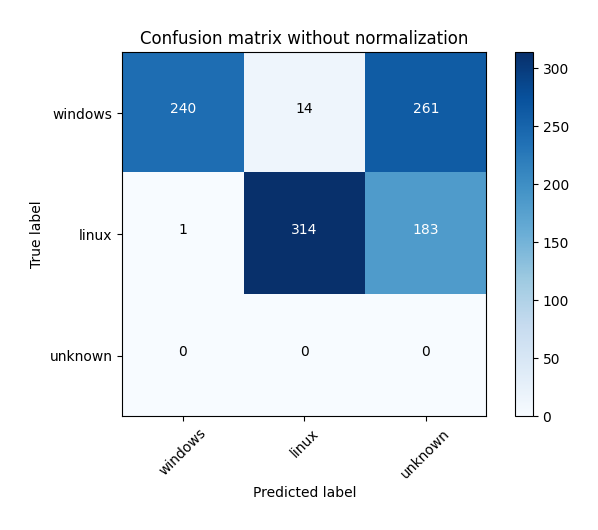 Confusion matrix without normalization
windows
240
14
261
linux
1
314
183
unknown
0
0
0
windows
linux
unknown
True label
Predicted label
300
250
200
150
100
50
0